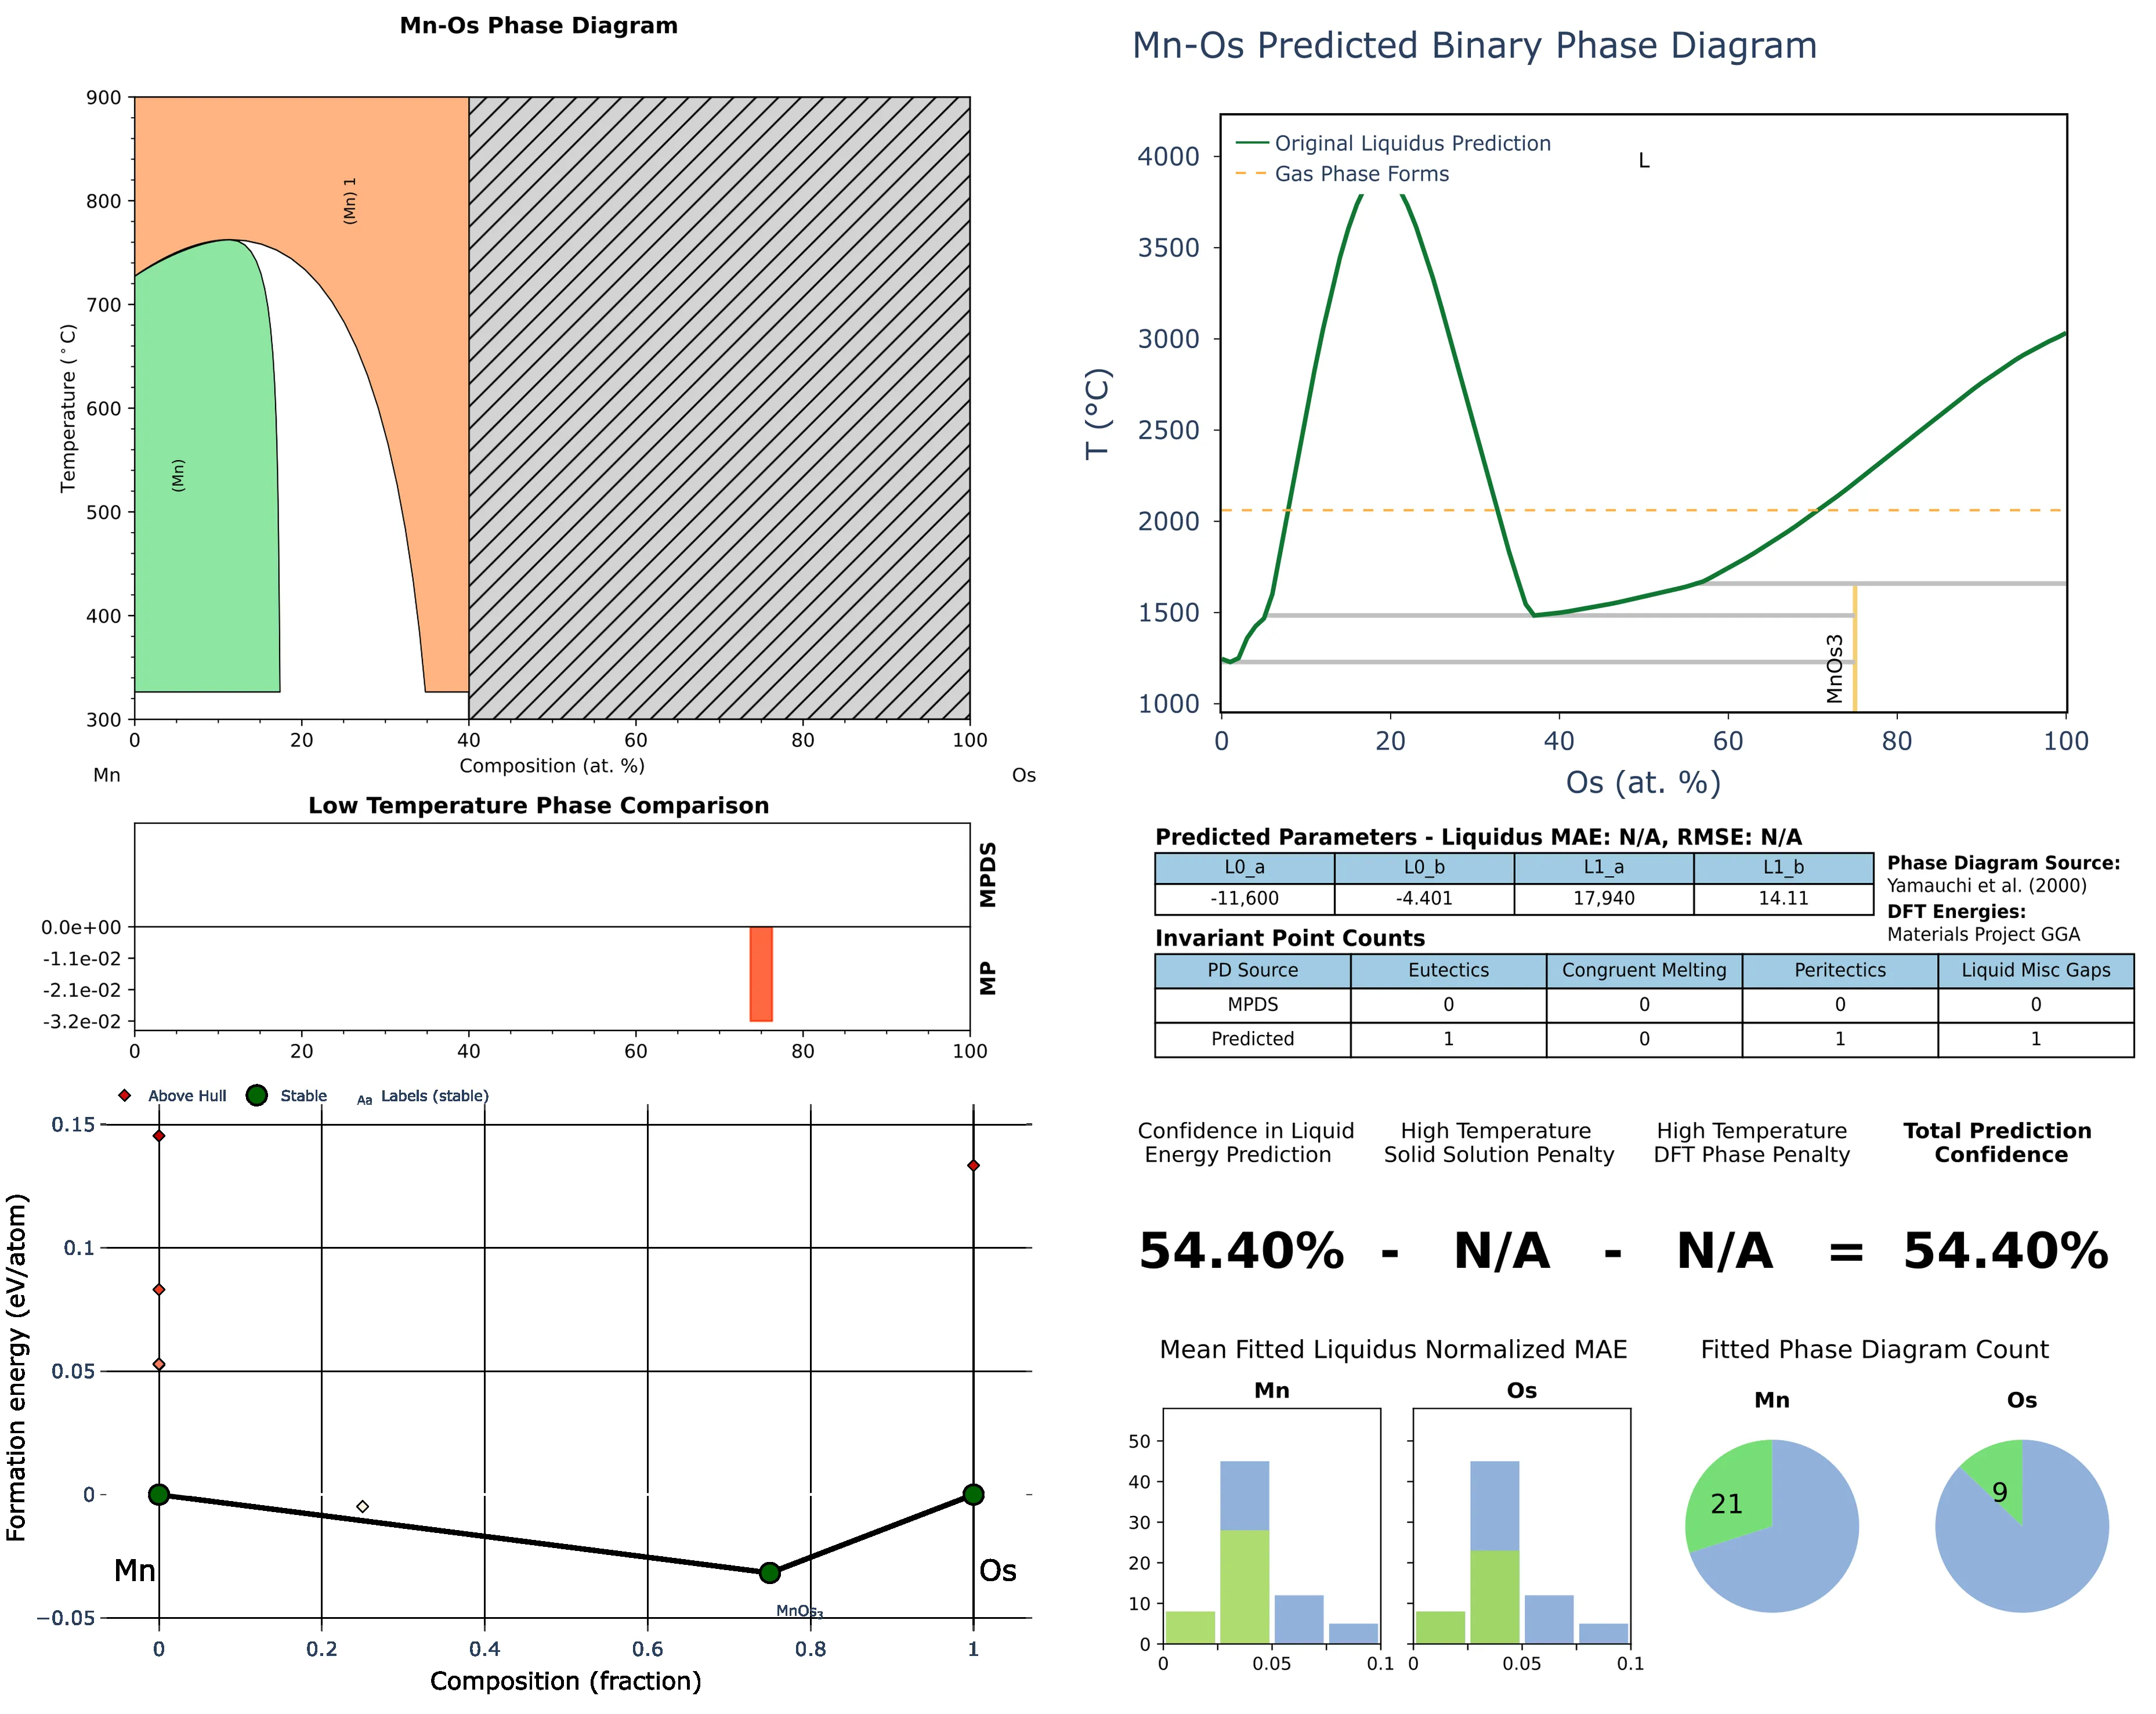 Mn-Os Phase Diagram
900
800
700
600
500
400
300
Temperature (°C)
(Mn) 1
(Mn)
0 20 40 60 80 100
Composition (at. %)
Mn Os
Low Temperature Phase Comparison
0.0e+00
-1.1e-02
-2.1e-02
-3.2e-02
MPDS
MP
0 20 40 60 80 100
Above Hull Stable Aa Labels (stable)
0.15
0.1
0.05
0
−0.05
Formation energy (eV/atom)
Mn Os
MnOs3
0 0.2 0.4 0.6 0.8 1
Composition (fraction)
Mn-Os Predicted Binary Phase Diagram
Original Liquidus Prediction
Gas Phase Forms
L
4000
3500
3000
2500
2000
1500
1000
T (°C)
MnOs3
0 20 40 60 80 100
Os (at. %)
Predicted Parameters - Liquidus MAE: N/A, RMSE: N/A
L0_a L0_b L1_a L1_b
-11,600 -4.401 17,940 14.11
Phase Diagram Source:
Yamauchi et al. (2000)
DFT Energies:
Materials Project GGA
Invariant Point Counts
PD Source Eutectics Congruent Melting Peritectics Liquid Misc Gaps
MPDS 0 0 0 0
Predicted 1 0 1 1
Confidence in Liquid
Energy Prediction
High Temperature
Solid Solution Penalty
High Temperature
DFT Phase Penalty
Total Prediction
Confidence
54.40% - N/A - N/A = 54.40%
Mean Fitted Liquidus Normalized MAE
Mn Os
50
40
30
20
10
0
0 0.05 0.1 0 0.05 0.1
Fitted Phase Diagram Count
Mn Os
21 9